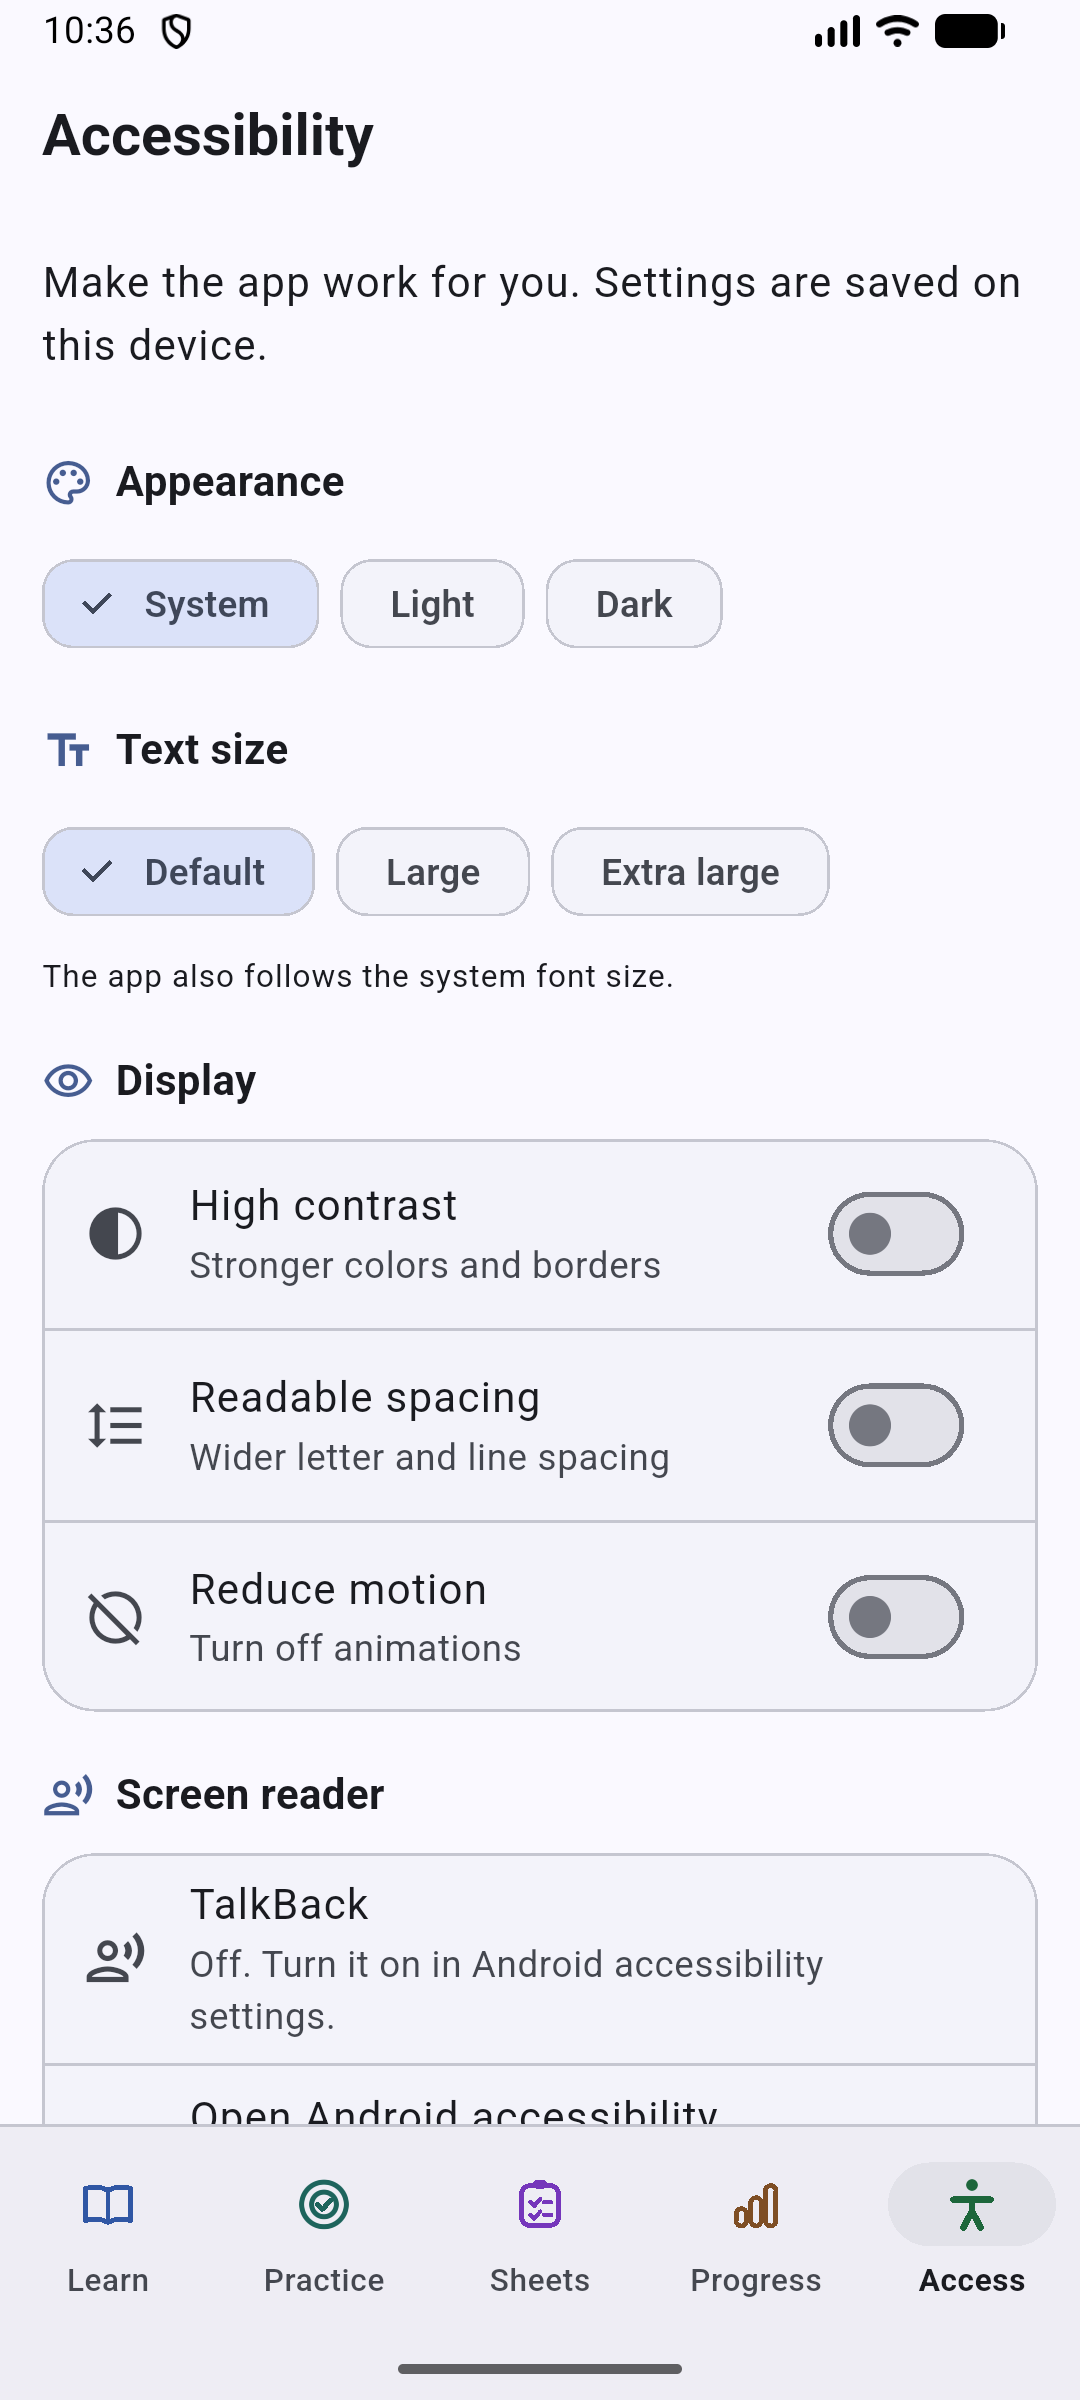 10:36
Accessibility
Make the app work for you. Settings are saved on
this device.
Appearance
System
Light
Dark
Text size
Default
Large
Extra large
The app also follows the system font size.
Display
High contrast
Stronger colors and borders
Readable spacing
Wider letter and line spacing
Reduce motion
Turn off animations
Screen reader
TalkBack
Off. Turn it on in Android accessibility
settings.
Open Android accessibility
Learn
Practice
Sheets
Progress
Access